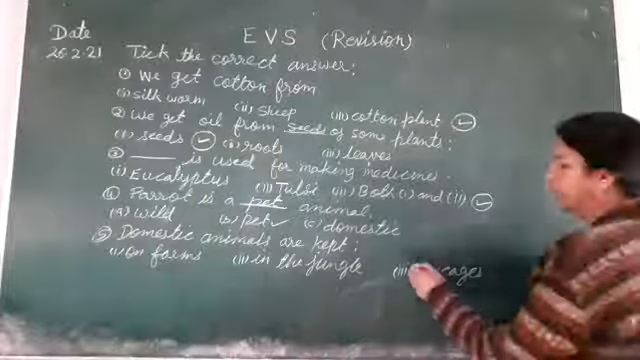 Date
26-2-21
EVS (Revision)
Tick the correct answer:
① We get cotton from
(i) silk worm (ii) sheep (iii) cotton plant ✓
② We get oil from seeds of some plants:
(i) seeds ✓ (ii) roots (iii) leaves
③ ____ is used for making medicines.
(i) Eucalyptus (ii) Tulsi (iii) Both (i) and (ii) ✓
④ Parrot is a pet animal.
(a) wild (b) pet ✓ (c) domestic
⑤ Domestic animals are kept:
(i) on farms (ii) in the jungle (iii) cages